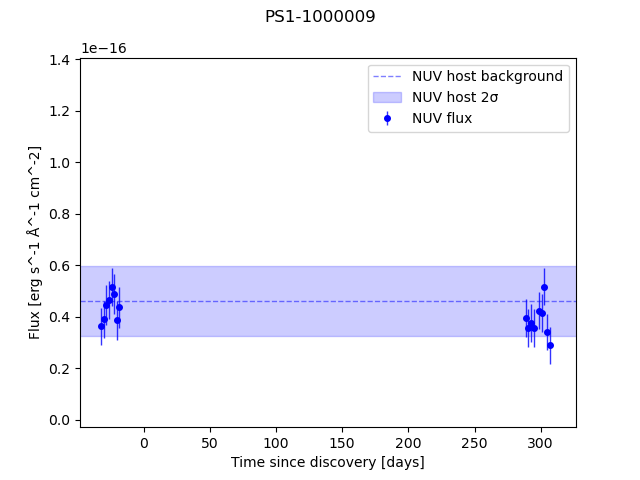 PS1-1000009
1e−16
NUV host background
NUV host 2σ
NUV flux
1.4
1.2
1.0
0.8
0.6
0.4
0.2
0.0
Flux [erg s^-1 Å^-1 cm^-2]
0 50 100 150 200 250 300
Time since discovery [days]